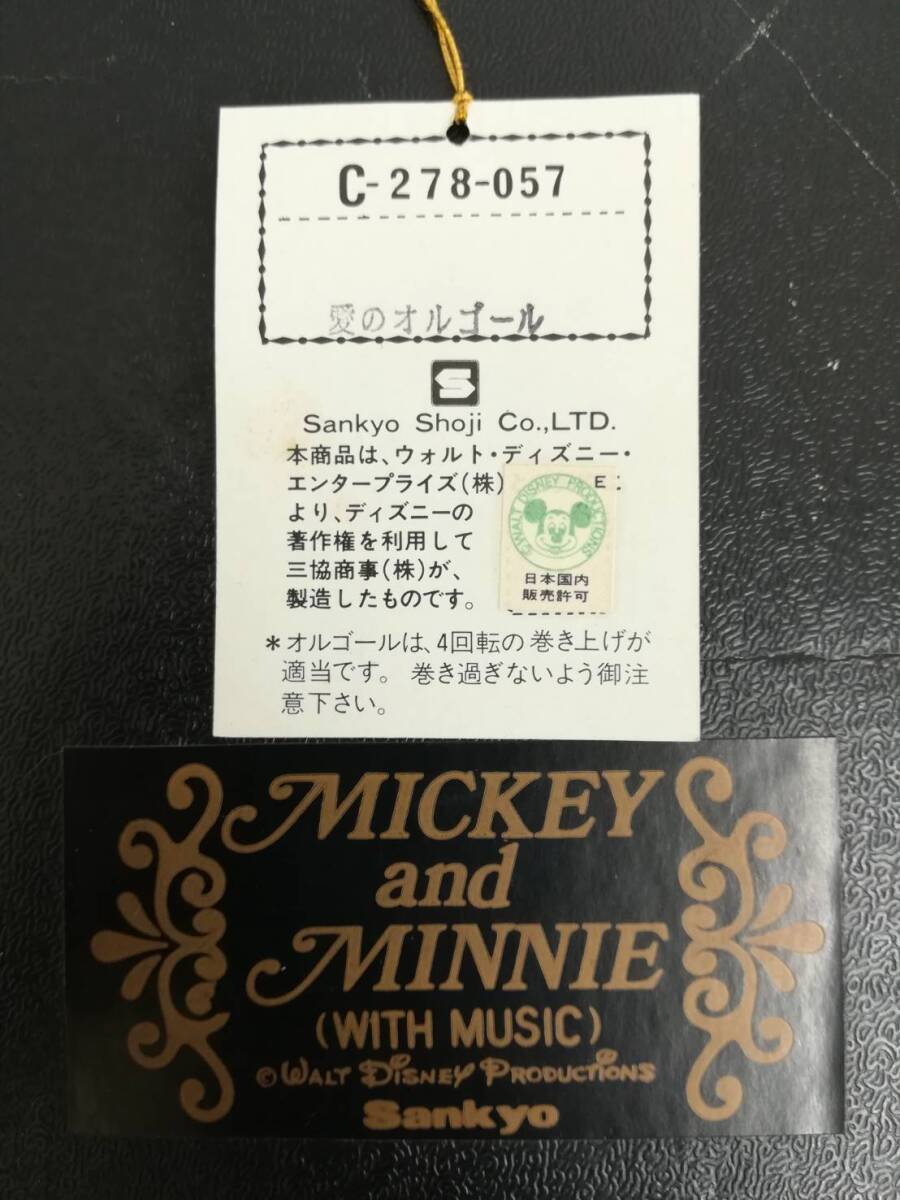 C-278-057
愛のオルゴール
S
Sankyo Shoji Co.,LTD.
本商品は、ウォルト・ディズニー・
エンタープライズ(株)
より、ディズニーの
著作権を利用して
三協商事(株)が、
製造したものです。
©WALT DISNEY PRODUCTIONS
日本国内
販売許可
*オルゴールは、4回転の巻き上げが
適当です。巻き過ぎないよう御注
意下さい。
MICKEY
and
MINNIE
(WITH MUSIC)
©WALT DISNEY PRODUCTIONS
Sankyo